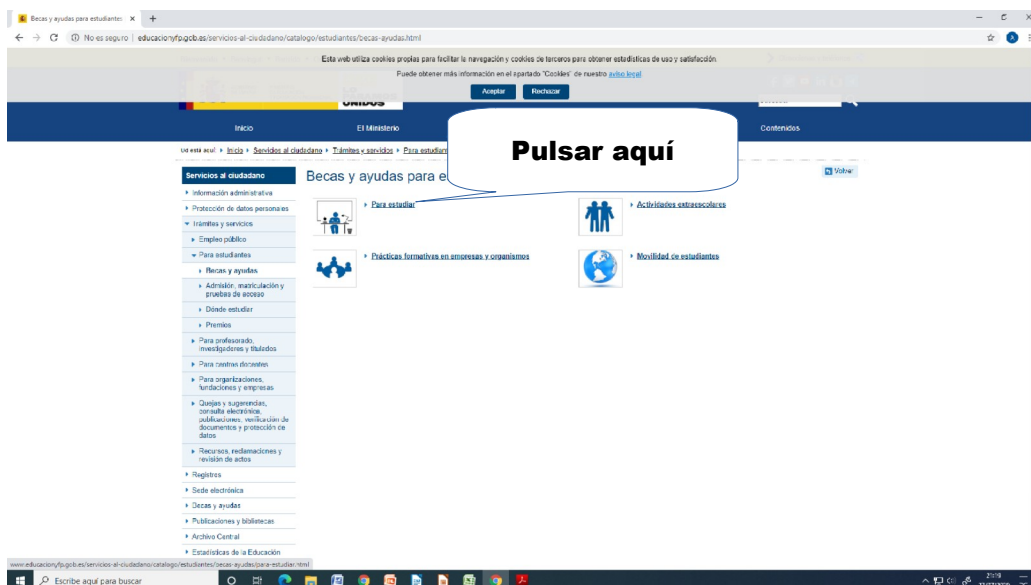 Becas y ayudas para estudiantes
No es seguro | educacionyfp.gob.es/servicios-al-ciudadano/catalogo/estudiantes/becas-ayudas.html
Esta web utiliza cookies propias para facilitar la navegación y cookies de terceros para obtener estadísticas de uso y satisfacción.
Puede obtener más información en el apartado "Cookies" de nuestro aviso legal
Aceptar Rechazar
UNIDOS
Inicio El Ministerio Contenidos
Ud está aquí: Inicio Servicios al ciudadano Trámites y servicios Para estudiant
Pulsar aquí
Servicios al ciudadano
Becas y ayudas para e
Volver
Información administrativa
Protección de datos personales
Trámites y servicios
Empleo público
Para estudiantes
Becas y ayudas
Admisión, matriculación y
pruebas de acceso
Dónde estudiar
Premios
Para profesorado,
investigadores y titulados
Para centros docentes
Para organizaciones,
fundaciones y empresas
Quejas y sugerencias,
consulta electrónica,
publicaciones, verificación de
documentos y protección de
datos
Recursos, reclamaciones y
revisión de actos
Registros
Sede electrónica
Becas y ayudas
Publicaciones y bibliotecas
Archivo Central
Estadísticas de la Educación
Para estudiar
Actividades extraescolares
Prácticas formativas en empresas y organismos
Movilidad de estudiantes
www.educacionyfp.gob.es/servicios-al-ciudadano/catalogo/estudiantes/becas-ayudas/para-estudiar.html
Escribe aquí para buscar